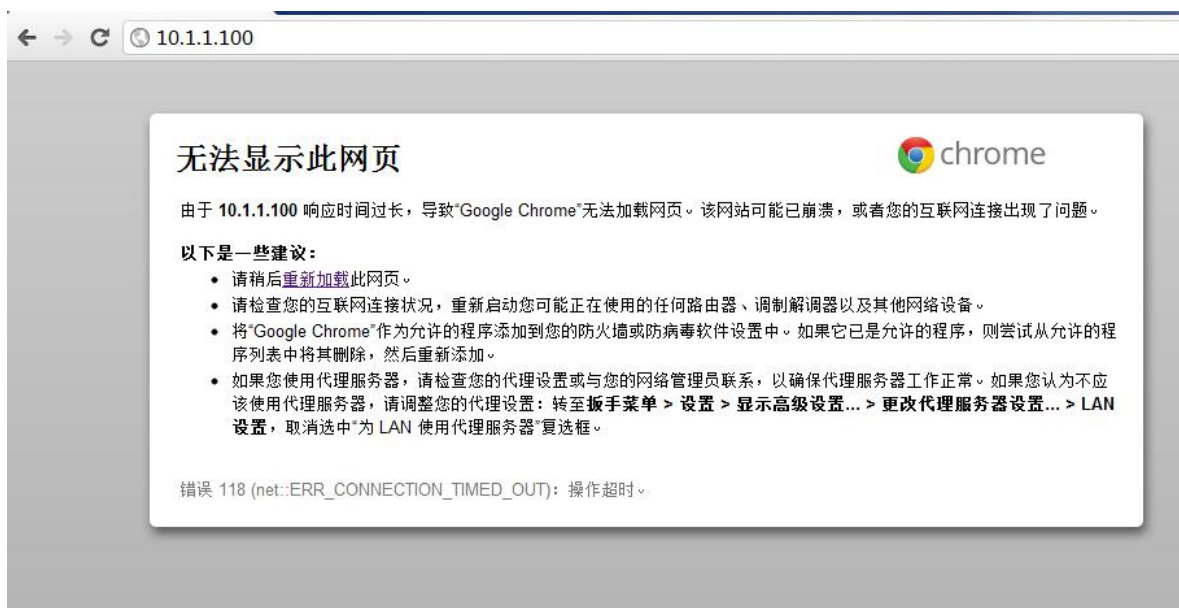 10.1.1.100
无法显示此网页
chrome
由于 10.1.1.100 响应时间过长，导致“Google Chrome”无法加载网页。该网站可能已崩溃，或者您的互联网连接出现了问题。
以下是一些建议：
• 请稍后重新加载此网页。
• 请检查您的互联网连接状况，重新启动您可能正在使用的任何路由器、调制解调器以及其他网络设备。
• 将“Google Chrome”作为允许的程序添加到您的防火墙或防病毒软件设置中。如果它已是允许的程序，则尝试从允许的程
序列表中将其删除，然后重新添加。
• 如果您使用代理服务器，请检查您的代理设置或与您的网络管理员联系，以确保代理服务器工作正常。如果您认为不应
该使用代理服务器，请调整您的代理设置：转至扳手菜单 > 设置 > 显示高级设置... > 更改代理服务器设置... > LAN
设置，取消选中“为 LAN 使用代理服务器”复选框。
错误 118 (net::ERR_CONNECTION_TIMED_OUT)：操作超时。